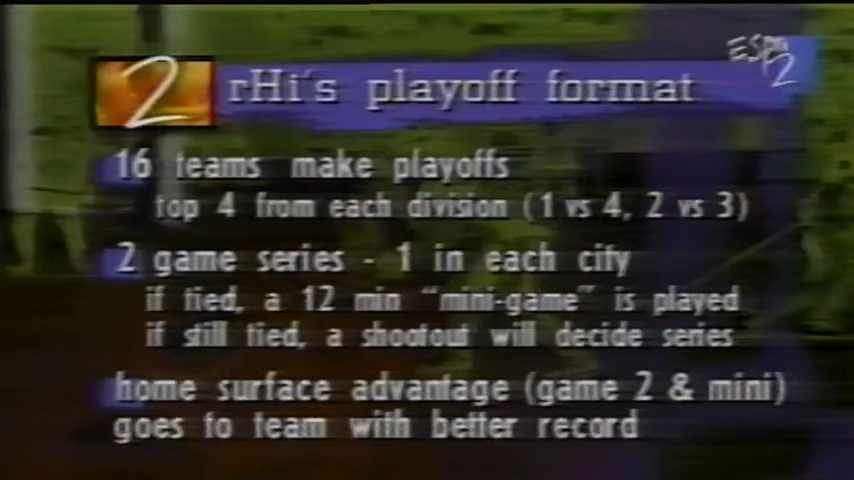 ESPN
2
2 rHi's playoff format
16 teams make playoffs
top 4 from each division (1 vs 4, 2 vs 3)
2 game series - 1 in each city
if tied, a 12 min "mini-game" is played
if still tied, a shootout will decide series
home surface advantage (game 2 & mini)
goes to team with better record